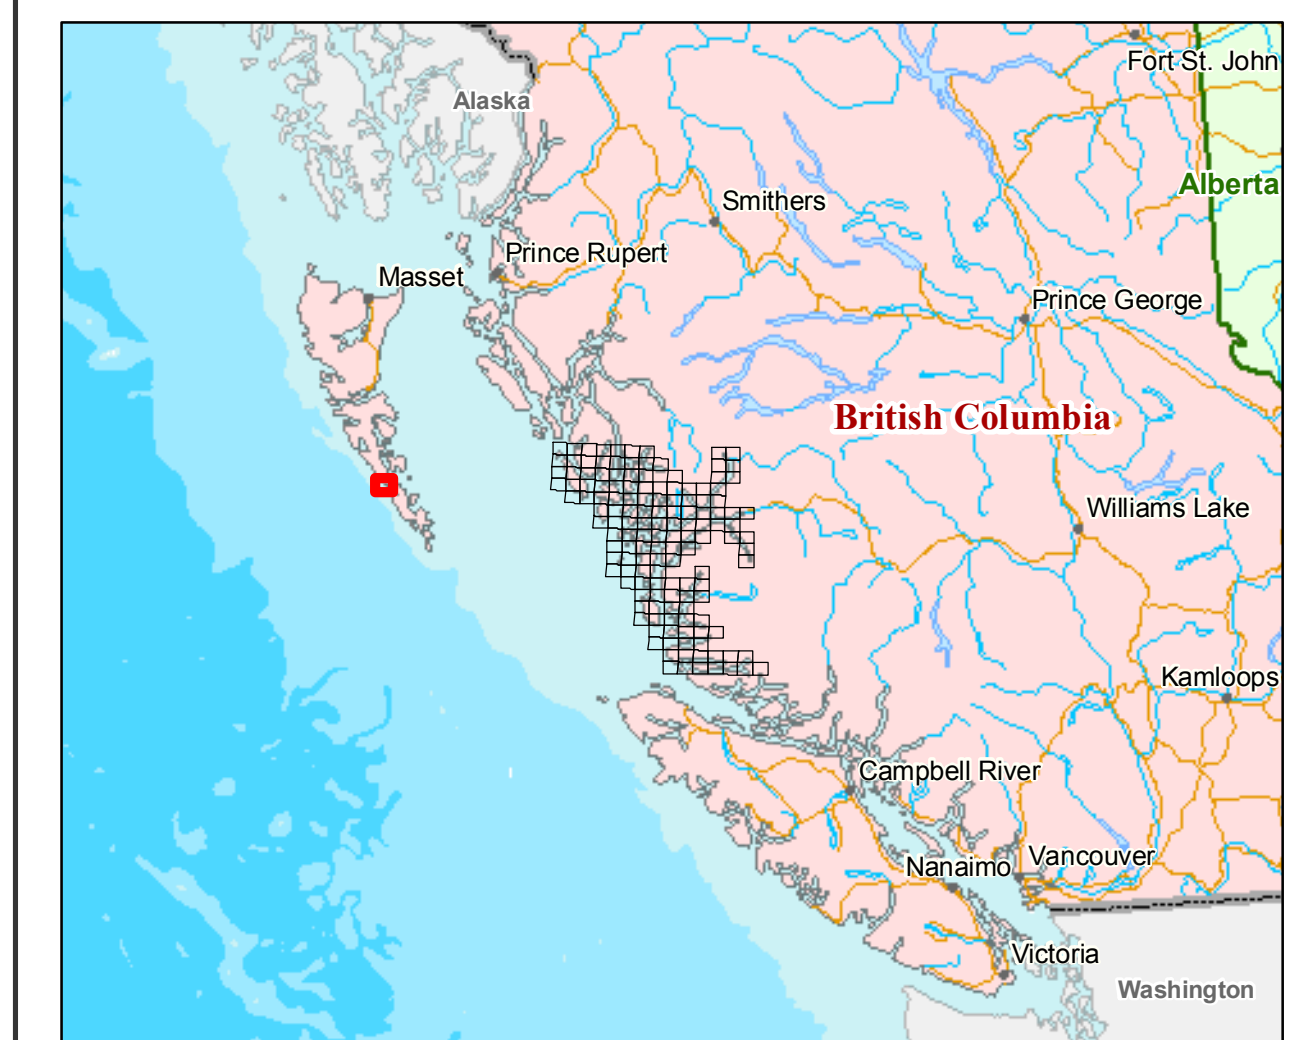 Fort St. John
Alaska
Alberta
Smithers
Prince Rupert
Masset
Prince George
British Columbia
Williams Lake
Kamloops
Campbell River
Vancouver
Nanaimo
Victoria
Washington